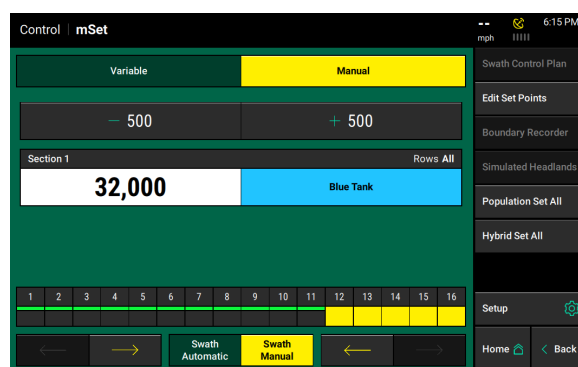 Control | mSet
-- 6:15 PM
mph
Variable Manual
Swath Control Plan
Edit Set Points
− 500 + 500
Boundary Recorder
Section 1 Rows All
Simulated Headlands
32,000 Blue Tank
Population Set All
Hybrid Set All
1 2 3 4 5 6 7 8 9 10 11 12 13 14 15 16
Setup
Swath Automatic
Swath Manual
Home < Back